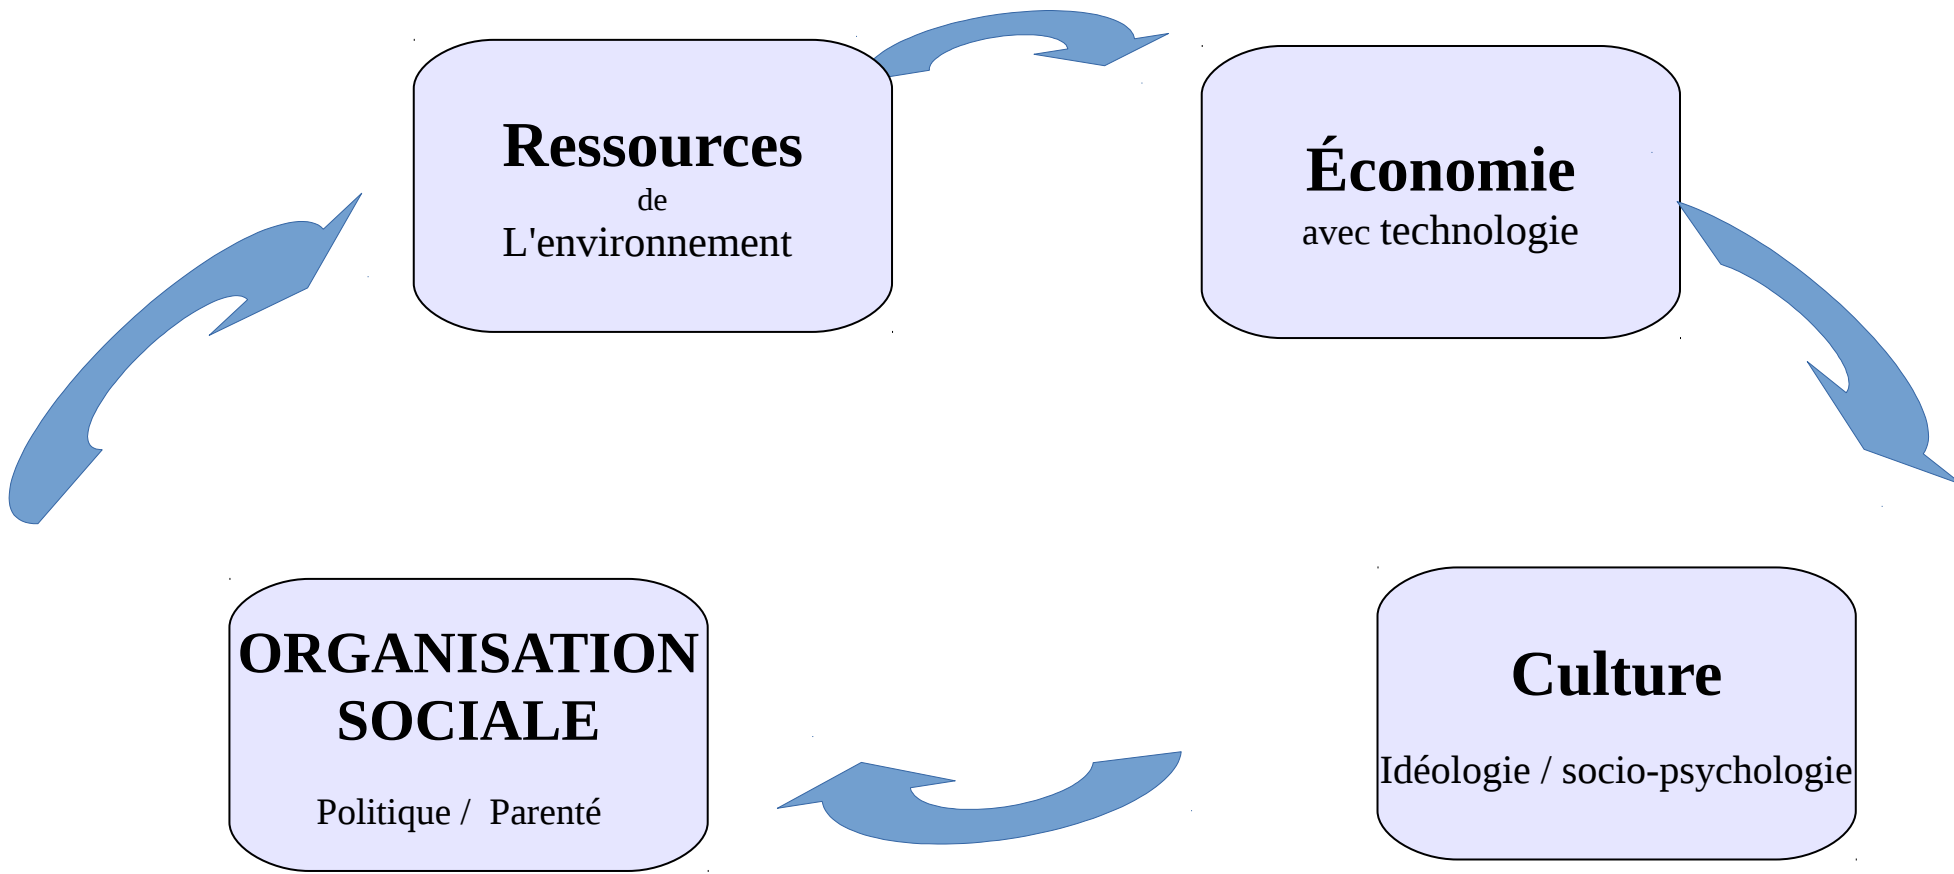 Ressources
de
L'environnement
Économie
avec technologie
ORGANISATION
SOCIALE
Politique / Parenté
Culture
Idéologie / socio-psychologie